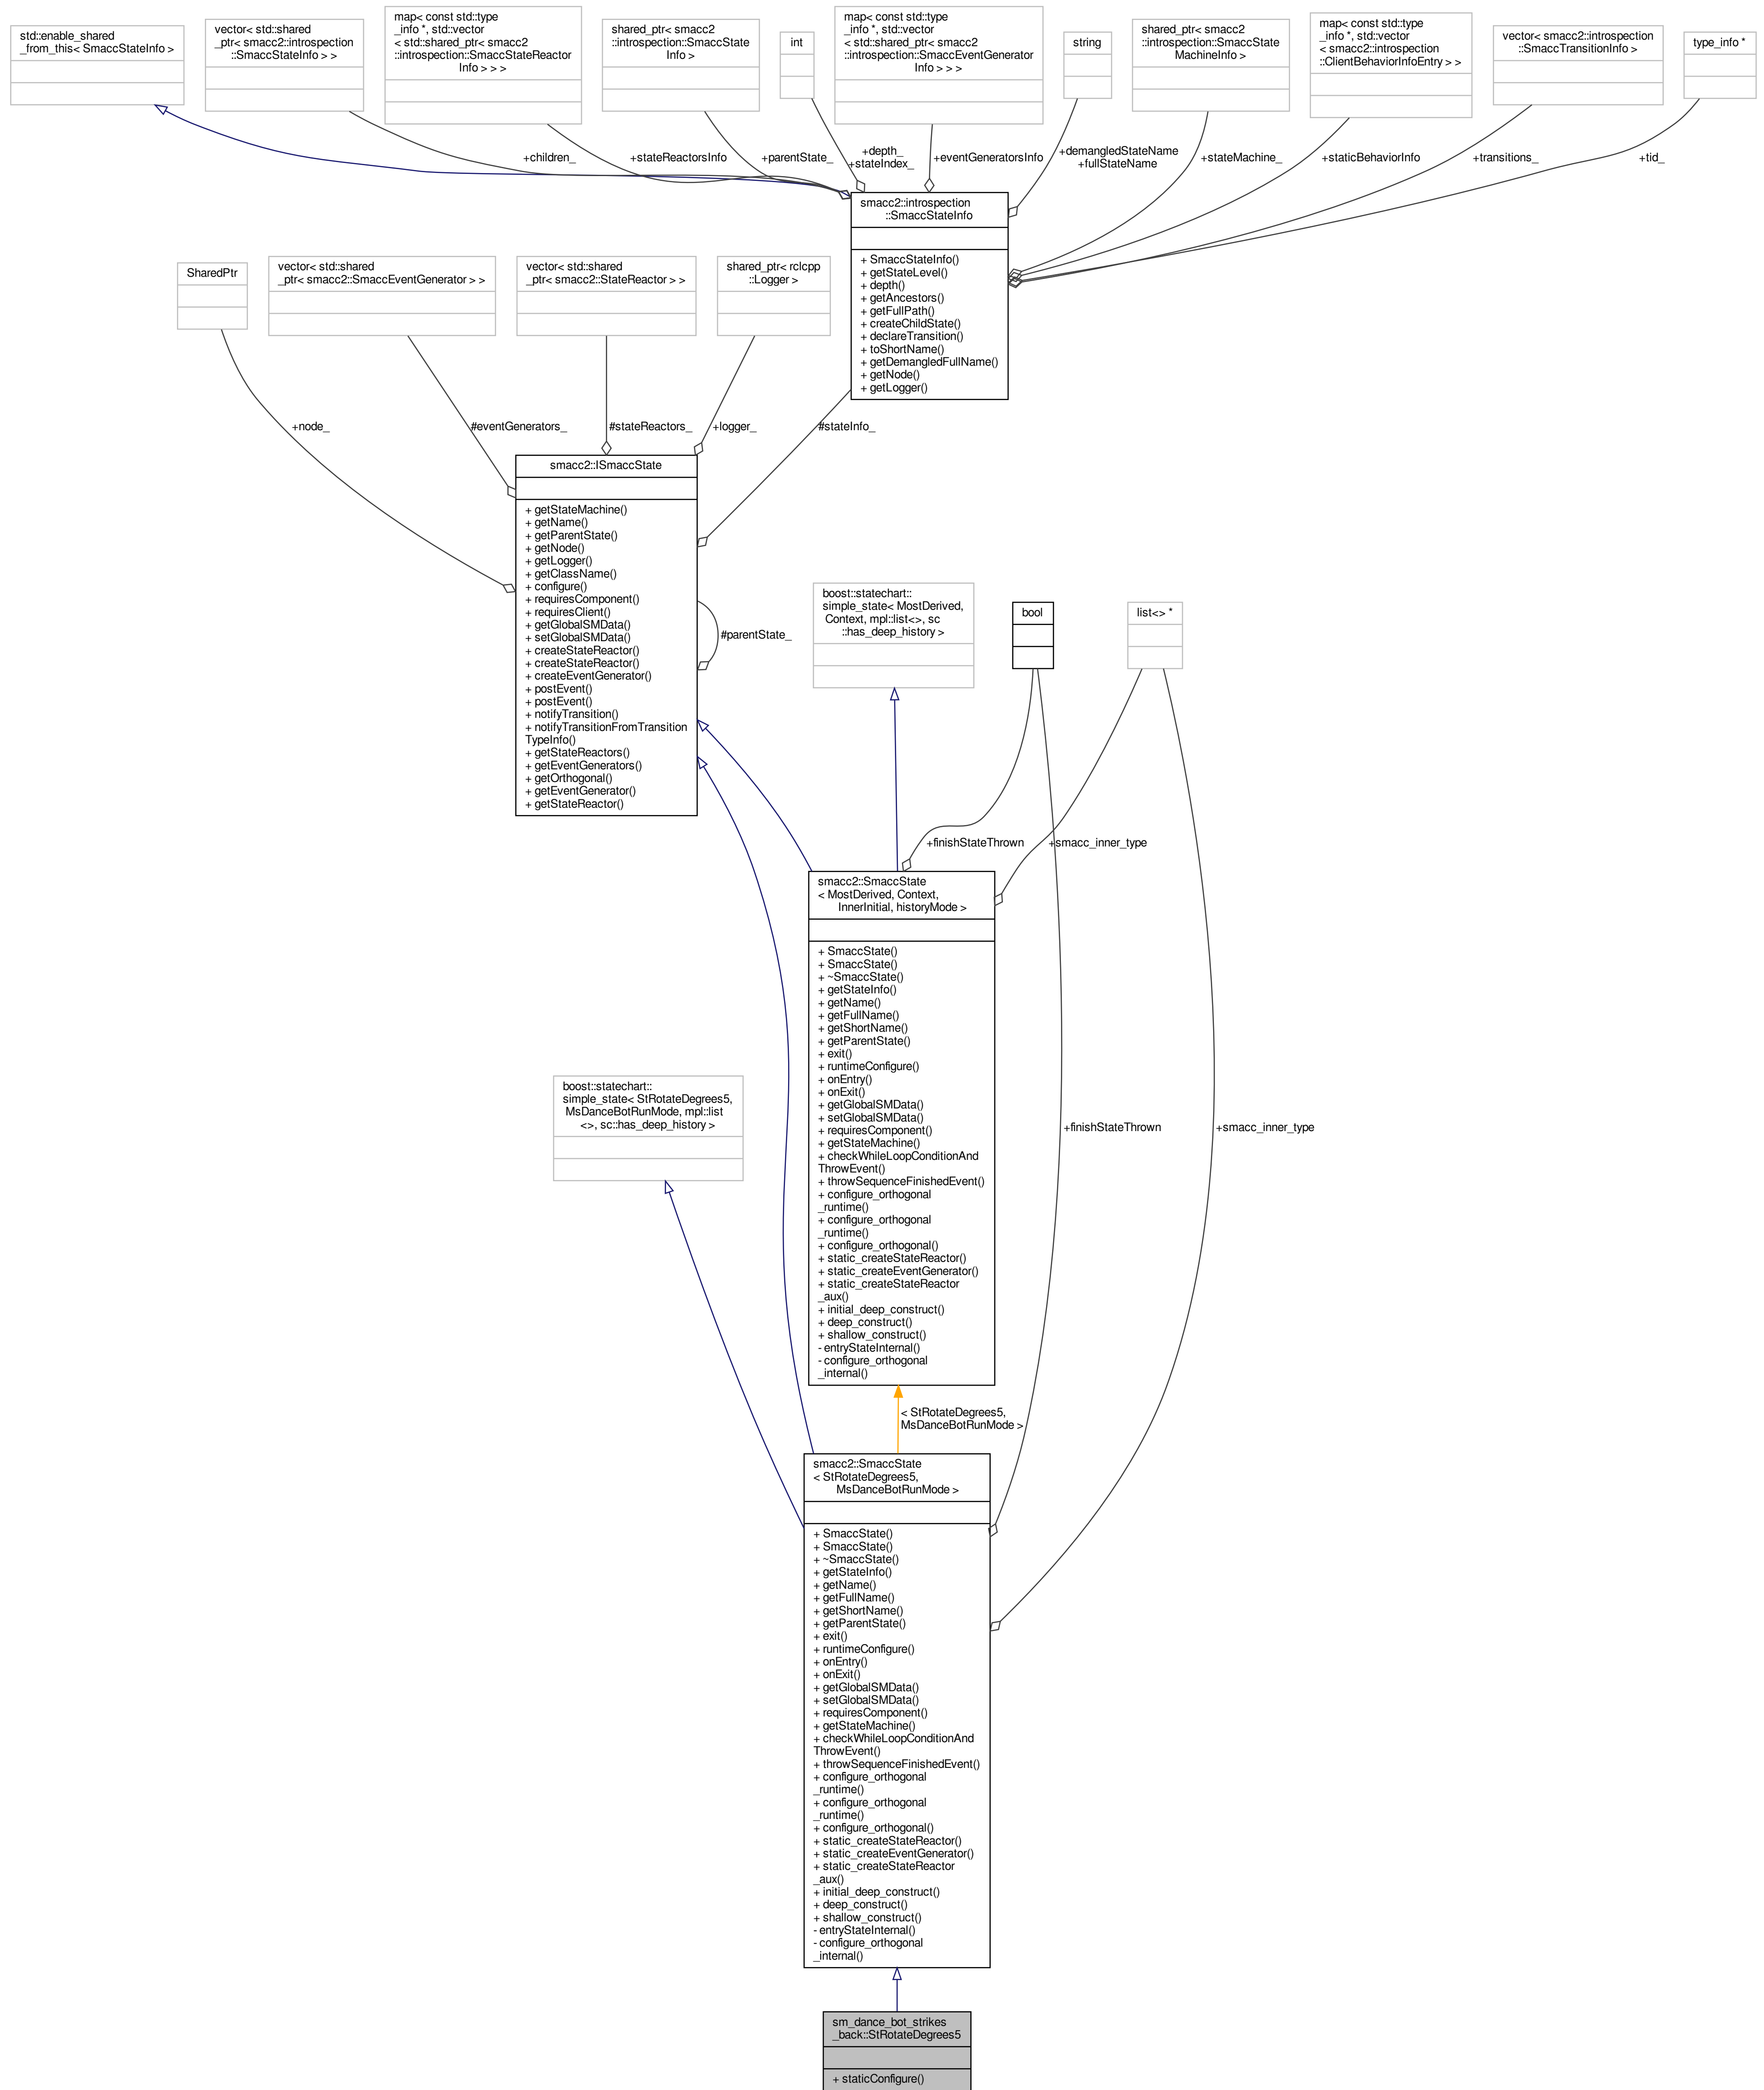 std::enable_shared
_from_this< SmaccStateInfo >
vector< std::shared
_ptr< smacc2::introspection
::SmaccStateInfo > >
map< const std::type
_info *, std::vector
< std::shared_ptr< smacc2
::introspection::SmaccStateReactor
Info > > >
shared_ptr< smacc2
::introspection::SmaccState
Info >
int
map< const std::type
_info *, std::vector
< std::shared_ptr< smacc2
::introspection::SmaccEventGenerator
Info > > >
string
shared_ptr< smacc2
::introspection::SmaccState
MachineInfo >
map< const std::type
_info *, std::vector
< smacc2::introspection
::ClientBehaviorInfoEntry > >
vector< smacc2::introspection
::SmaccTransitionInfo >
type_info *
+children_
+stateReactorsInfo
+parentState_
+depth_
+stateIndex_
+eventGeneratorsInfo
+demangledStateName
+fullStateName
+stateMachine_
+staticBehaviorInfo
+transitions_
+tid_
smacc2::introspection
::SmaccStateInfo
+ SmaccStateInfo()
+ getStateLevel()
+ depth()
+ getAncestors()
+ getFullPath()
+ createChildState()
+ declareTransition()
+ toShortName()
+ getDemangledFullName()
+ getNode()
+ getLogger()
SharedPtr
vector< std::shared
_ptr< smacc2::SmaccEventGenerator > >
vector< std::shared
_ptr< smacc2::StateReactor > >
shared_ptr< rclcpp
::Logger >
+node_
#eventGenerators_
#stateReactors_
+logger_
#stateInfo_
smacc2::ISmaccState
+ getStateMachine()
+ getName()
+ getParentState()
+ getNode()
+ getLogger()
+ getClassName()
+ configure()
+ requiresComponent()
+ requiresClient()
+ getGlobalSMData()
+ setGlobalSMData()
+ createStateReactor()
+ createStateReactor()
+ createEventGenerator()
+ postEvent()
+ postEvent()
+ notifyTransition()
+ notifyTransitionFromTransition
TypeInfo()
+ getStateReactors()
+ getEventGenerators()
+ getOrthogonal()
+ getEventGenerator()
+ getStateReactor()
#parentState_
boost::statechart::
simple_state< MostDerived,
Context, mpl::list<>, sc
::has_deep_history >
bool
list<> *
+finishStateThrown
+smacc_inner_type
smacc2::SmaccState
< MostDerived, Context,
InnerInitial, historyMode >
+ SmaccState()
+ SmaccState()
+ ~SmaccState()
+ getStateInfo()
+ getName()
+ getFullName()
+ getShortName()
+ getParentState()
+ exit()
+ runtimeConfigure()
+ onEntry()
+ onExit()
+ getGlobalSMData()
+ setGlobalSMData()
+ requiresComponent()
+ getStateMachine()
+ checkWhileLoopConditionAnd
ThrowEvent()
+ throwSequenceFinishedEvent()
+ configure_orthogonal
_runtime()
+ configure_orthogonal
_runtime()
+ configure_orthogonal()
+ static_createStateReactor()
+ static_createEventGenerator()
+ static_createStateReactor
_aux()
+ initial_deep_construct()
+ deep_construct()
+ shallow_construct()
- entryStateInternal()
- configure_orthogonal
_internal()
boost::statechart::
simple_state< StRotateDegrees5,
MsDanceBotRunMode, mpl::list
<>, sc::has_deep_history >
+finishStateThrown
+smacc_inner_type
< StRotateDegrees5,
MsDanceBotRunMode >
smacc2::SmaccState
< StRotateDegrees5,
MsDanceBotRunMode >
+ SmaccState()
+ SmaccState()
+ ~SmaccState()
+ getStateInfo()
+ getName()
+ getFullName()
+ getShortName()
+ getParentState()
+ exit()
+ runtimeConfigure()
+ onEntry()
+ onExit()
+ getGlobalSMData()
+ setGlobalSMData()
+ requiresComponent()
+ getStateMachine()
+ checkWhileLoopConditionAnd
ThrowEvent()
+ throwSequenceFinishedEvent()
+ configure_orthogonal
_runtime()
+ configure_orthogonal
_runtime()
+ configure_orthogonal()
+ static_createStateReactor()
+ static_createEventGenerator()
+ static_createStateReactor
_aux()
+ initial_deep_construct()
+ deep_construct()
+ shallow_construct()
- entryStateInternal()
- configure_orthogonal
_internal()
sm_dance_bot_strikes
_back::StRotateDegrees5
+ staticConfigure()